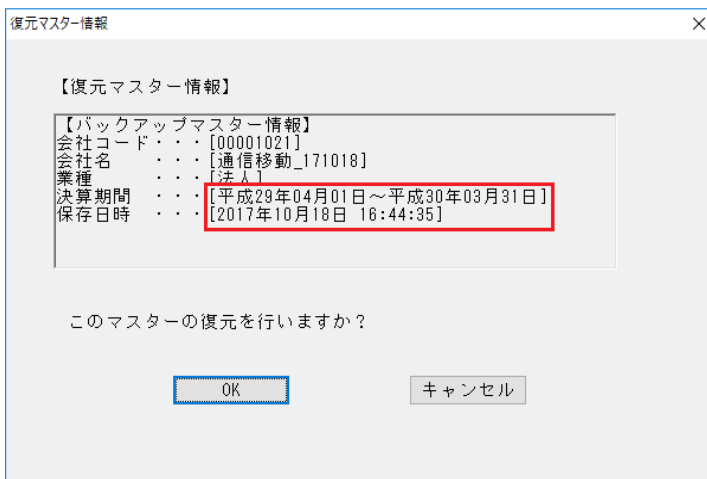 復元マスター情報
【復元マスター情報】
【バックアップマスター情報】
会社コード・・・[00001021]
会社名　　・・・[通信移動_171018]
業種　　　・・・[法人]
決算期間　・・・[平成29年04月01日～平成30年03月31日]
保存日時　・・・[2017年10月18日 16:44:35]
このマスターの復元を行いますか？
OK
キャンセル